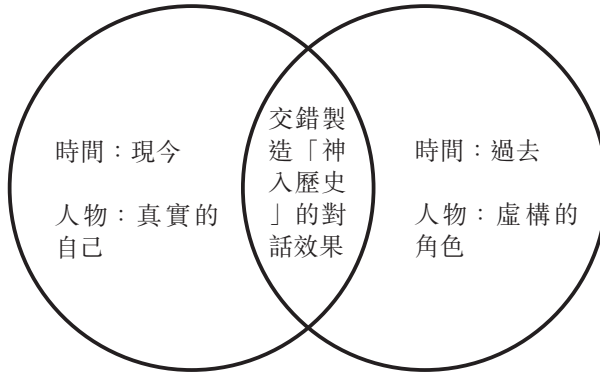 時間：現今
人物：真實的
自己
交錯製
造「神
入歷史
」的對
話效果
時間：過去
人物：虛構的
角色